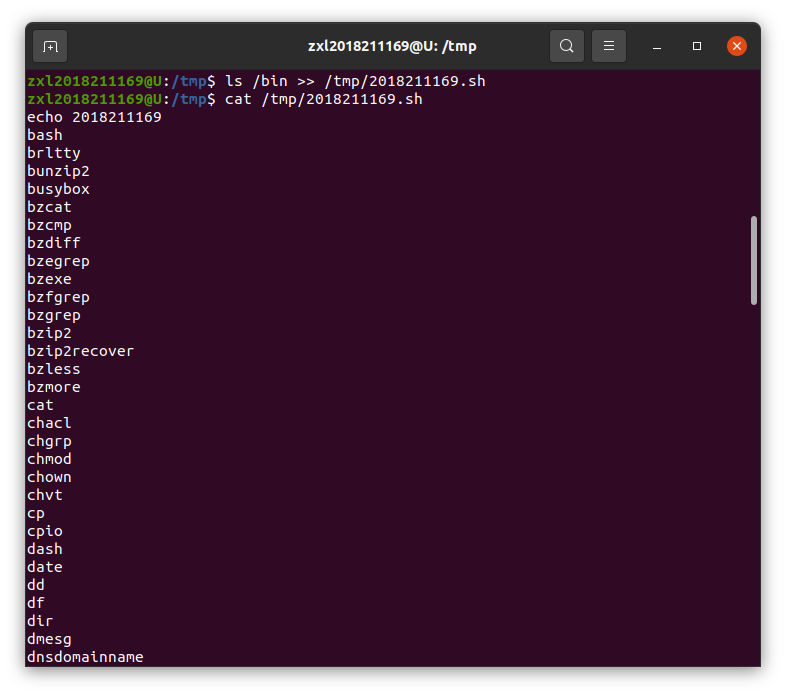 zxl2018211169@U: /tmp
zxl2018211169@U:/tmp$ ls /bin >> /tmp/2018211169.sh
zxl2018211169@U:/tmp$ cat /tmp/2018211169.sh
echo 2018211169
bash
brltty
bunzip2
busybox
bzcat
bzcmp
bzdiff
bzegrep
bzexe
bzfgrep
bzgrep
bzip2
bzip2recover
bzless
bzmore
cat
chacl
chgrp
chmod
chown
chvt
cp
cpio
dash
date
dd
df
dir
dmesg
dnsdomainname